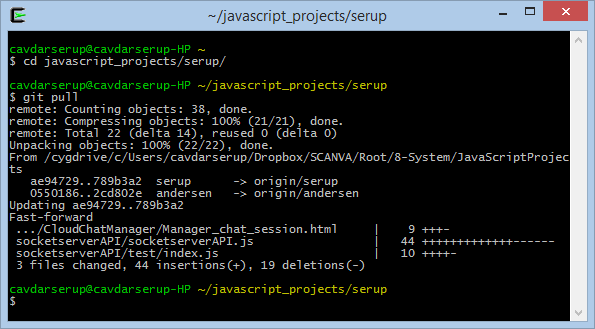 ~/javascript_projects/serup
cavdarserup@cavdarserup-HP ~
$ cd javascript_projects/serup/
cavdarserup@cavdarserup-HP ~/javascript_projects/serup
$ git pull
remote: Counting objects: 38, done.
remote: Compressing objects: 100% (21/21), done.
remote: Total 22 (delta 14), reused 0 (delta 0)
Unpacking objects: 100% (22/22), done.
From /cygdrive/c/Users/cavdarserup/Dropbox/SCANVA/Root/8-System/JavaScriptProjec
ts
   ae94729..789b3a2  serup      -> origin/serup
   0550186..2cd802e  andersen   -> origin/andersen
Updating ae94729..789b3a2
Fast-forward
 .../CloudChatManager/Manager_chat_session.html     |  9 +++-
 socketserverAPI/socketserverAPI.js                 | 44 ++++++++++++++------
 socketserverAPI/test/index.js                      | 10 ++++-
 3 files changed, 44 insertions(+), 19 deletions(-)
cavdarserup@cavdarserup-HP ~/javascript_projects/serup
$